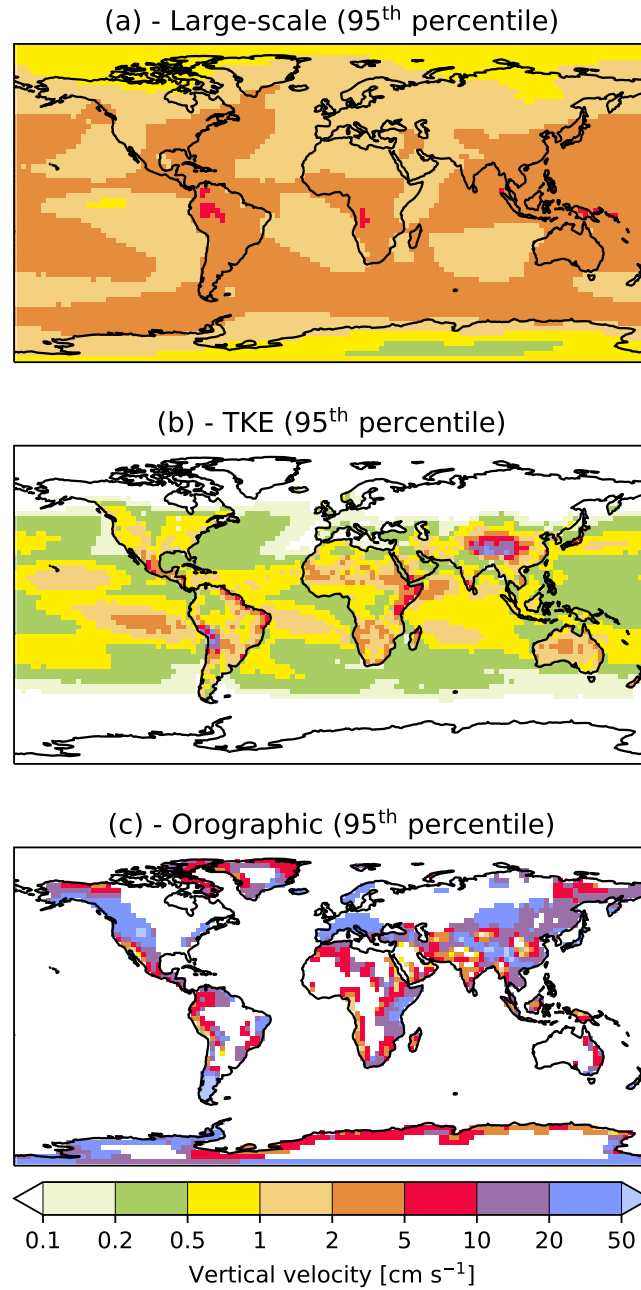 (a) - Large-scale (95th percentile)
(b) - TKE (95th percentile)
(c) - Orographic (95th percentile)
0.1 0.2 0.5 1 2 5 10 20 50
Vertical velocity [cm s⁻¹]